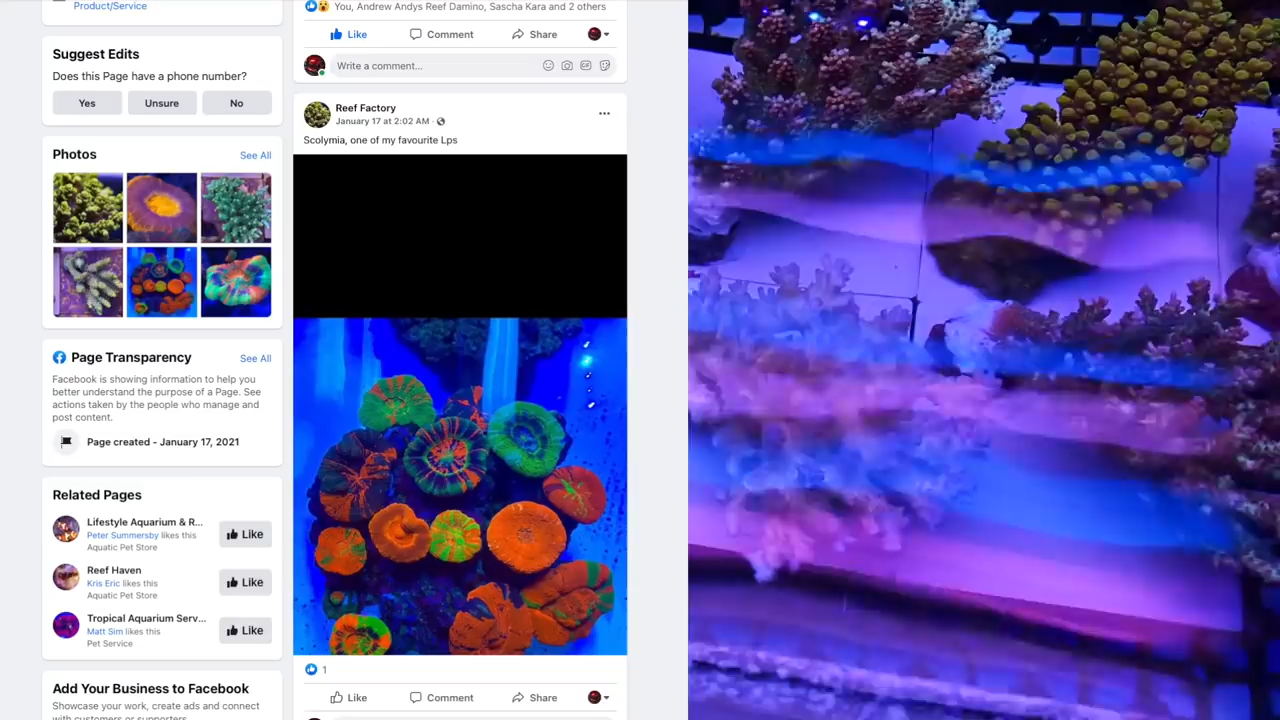 Product/Service
Suggest Edits
Does this Page have a phone number?
Yes
Unsure
No
Photos
See All
Page Transparency
See All
Facebook is showing information to help you
better understand the purpose of a Page. See
actions taken by the people who manage and
post content.
Page created - January 17, 2021
Related Pages
Lifestyle Aquarium & R...
Peter Summersby likes this
Aquatic Pet Store
Like
Reef Haven
Kris Eric likes this
Aquatic Pet Store
Like
Tropical Aquarium Serv...
Matt Sim likes this
Pet Service
Like
Add Your Business to Facebook
Showcase your work, create ads and connect
with customers or supporters.
You, Andrew Andys Reef Damino, Sascha Kara and 2 others
Like
Comment
Share
Write a comment...
GIF
Reef Factory
January 17 at 2:02 AM ·
Scolymia, one of my favourite Lps
1
Like
Comment
Share